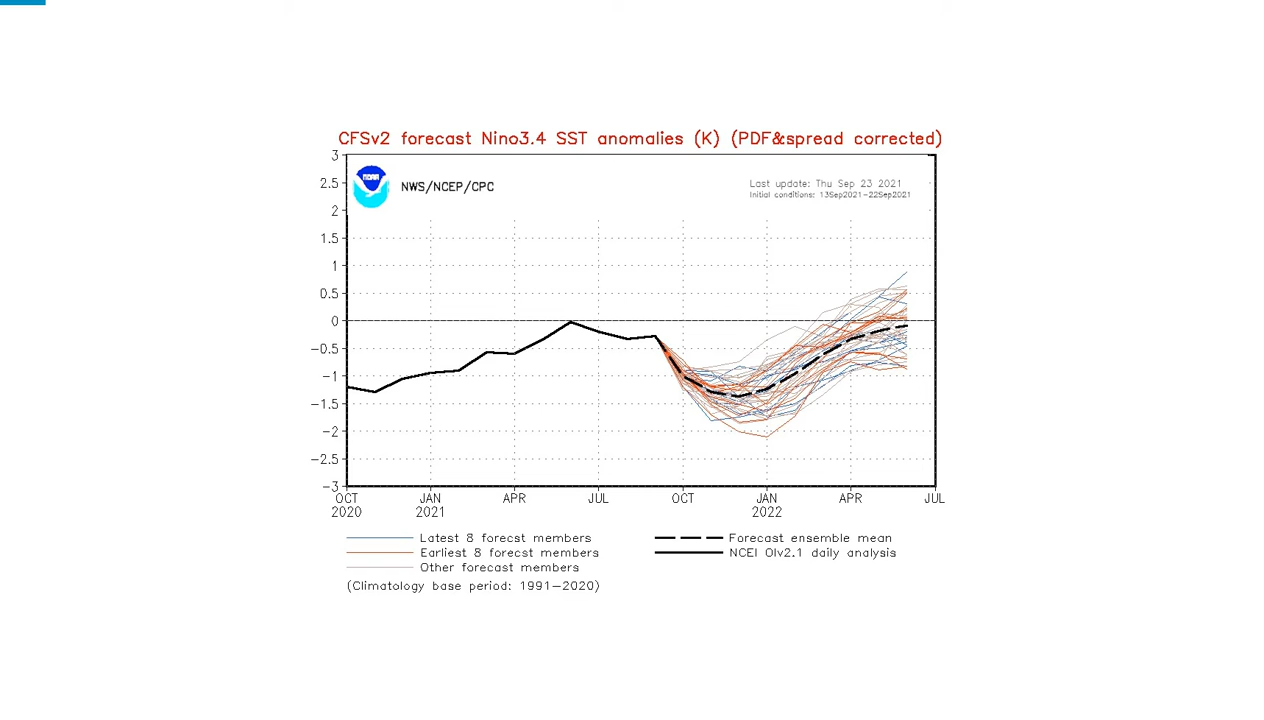 CFSv2 forecast Nino3.4 SST anomalies (K) (PDF&spread corrected)
3
2.5
2
1.5
1
0.5
0
−0.5
−1
−1.5
−2
−2.5
−3
NOAA
NWS/NCEP/CPC
Last update: Thu Sep 23 2021
Initial conditions: 13Sep2021−22Sep2021
OCT JAN APR JUL OCT JAN APR JUL
2020 2021 2022
Latest 8 forecst members
Earliest 8 forecst members
Other forecast members
(Climatology base period: 1991−2020)
Forecast ensemble mean
NCEI OIv2.1 daily analysis